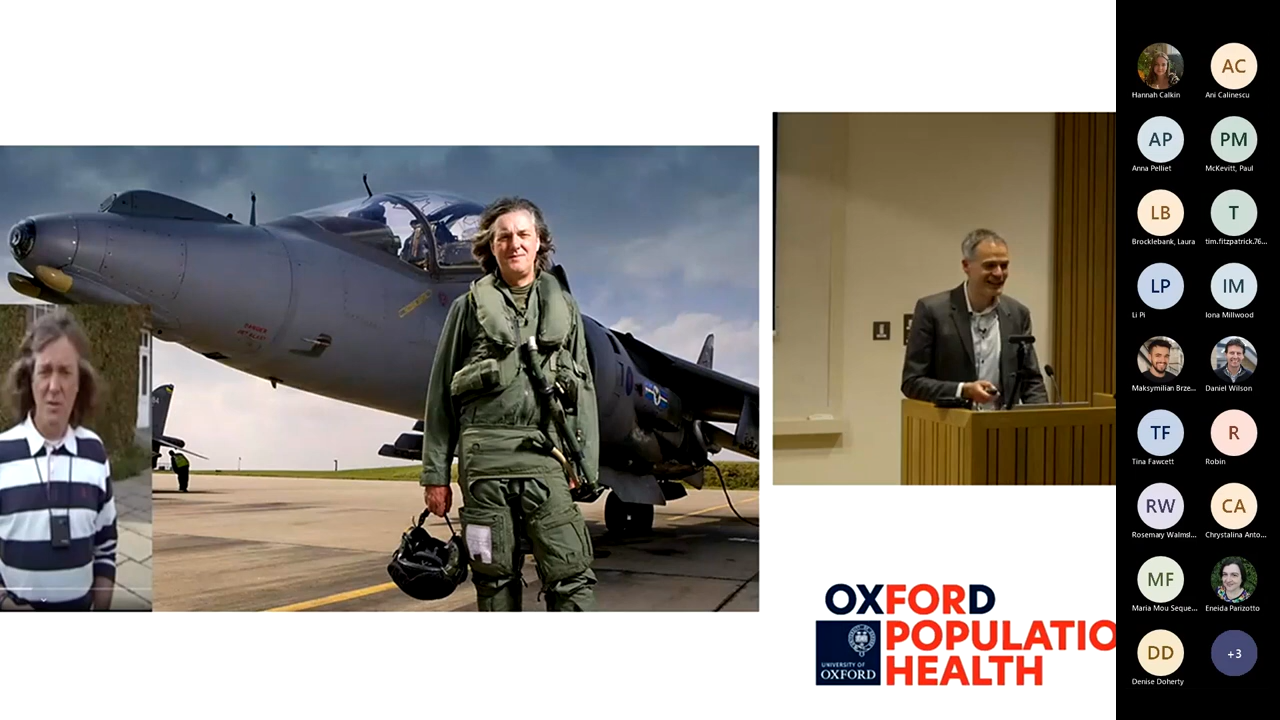 OXFORD
POPULATIO
HEALTH
UNIVERSITY OF
OXFORD
Hannah Calkin
AC
Ani Calinescu
AP
Anna Pelliet
PM
McKevitt, Paul
LB
Brocklebank, Laura
T
tim.fitzpatrick.76...
LP
Li Pi
IM
Iona Millwood
Maksymilian Brze...
Daniel Wilson
TF
Tina Fawcett
R
Robin
RW
Rosemary Walmsl...
CA
Chrystalina Anto...
MF
Maria Mou Seque...
Eneida Parizotto
DD
Denise Doherty
+3